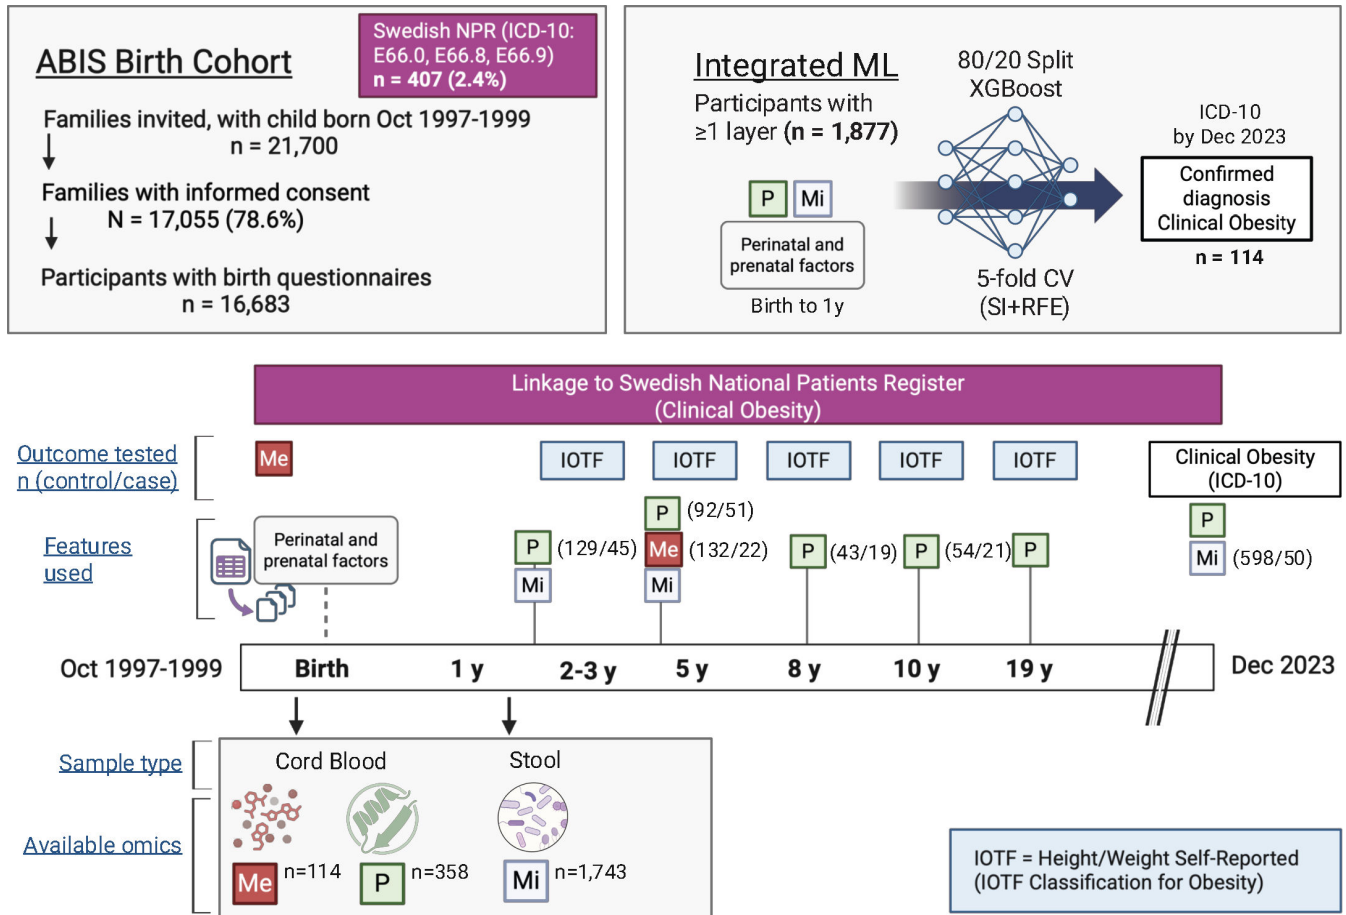 ABIS Birth Cohort
Swedish NPR (ICD-10:
E66.0, E66.8, E66.9)
n = 407 (2.4%)
Families invited, with child born Oct 1997-1999
n = 21,700
Families with informed consent
N = 17,055 (78.6%)
Participants with birth questionnaires
n = 16,683
Integrated ML
Participants with
≥1 layer (n = 1,877)
P Mi
Perinatal and
prenatal factors
Birth to 1y
80/20 Split
XGBoost
5-fold CV
(SI+RFE)
ICD-10
by Dec 2023
Confirmed
diagnosis
Clinical Obesity
n = 114
Linkage to Swedish National Patients Register
(Clinical Obesity)
Outcome tested
n (control/case)
Me
IOTF
IOTF
IOTF
IOTF
IOTF
Clinical Obesity
(ICD-10)
Features
used
Perinatal and
prenatal factors
P (129/45)
Mi
P (92/51)
Me (132/22)
Mi
P (43/19)
P (54/21)
P
P
Mi (598/50)
Oct 1997-1999
Birth
1 y
2-3 y
5 y
8 y
10 y
19 y
Dec 2023
Sample type
Cord Blood
Stool
Available omics
Me n=114
P n=358
Mi n=1,743
IOTF = Height/Weight Self-Reported
(IOTF Classification for Obesity)